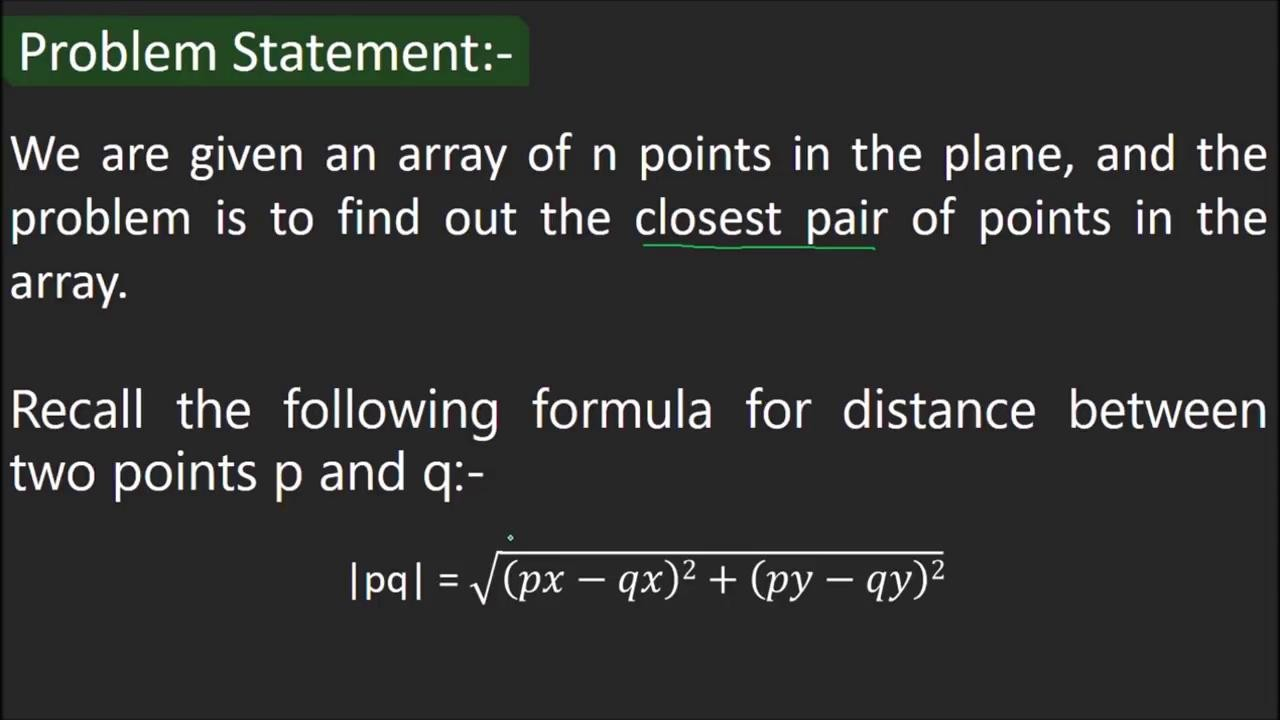 Problem Statement:-
We are given an array of n points in the plane, and the
problem is to find out the closest pair of points in the
array.
Recall the following formula for distance between
two points p and q:-
|pq| = √(px − qx)² + (py − qy)²